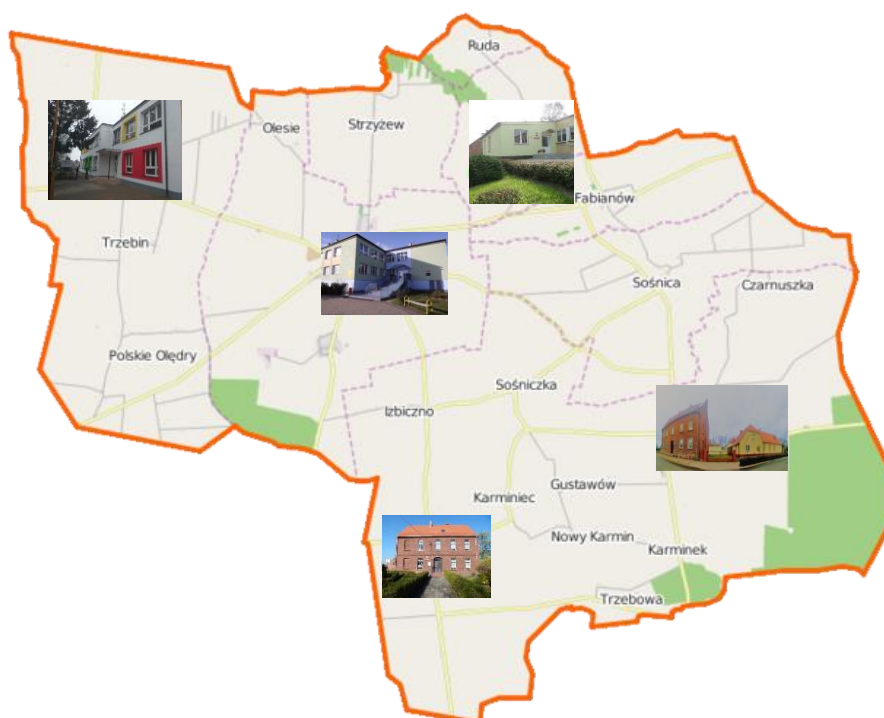 Ruda
Olesie
Strzyżew
Fabianów
Trzebin
Sośnica
Czarnuszka
Polskie Olędry
Sośniczka
Izbiczno
Gustawów
Karminiec
Nowy Karmin
Karminek
Trzebowa